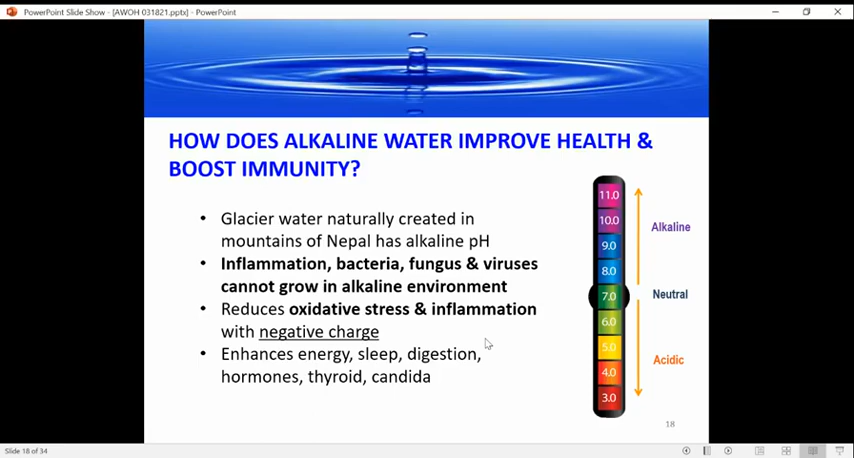 PowerPoint Slide Show - [AWOH 031821.pptx] - PowerPoint
HOW DOES ALKALINE WATER IMPROVE HEALTH &
BOOST IMMUNITY?
• Glacier water naturally created in
mountains of Nepal has alkaline pH
• Inflammation, bacteria, fungus & viruses
cannot grow in alkaline environment
• Reduces oxidative stress & inflammation
with negative charge
• Enhances energy, sleep, digestion,
hormones, thyroid, candida
11.0
10.0
Alkaline
9.0
8.0
7.0 Neutral
6.0
5.0
Acidic
4.0
3.0
18
Slide 18 of 34